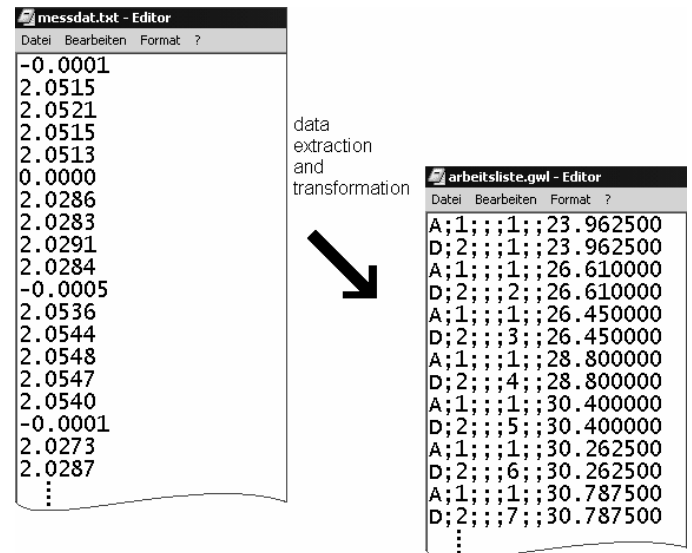 messdat.txt - Editor
Datei Bearbeiten Format ?
-0.0001
2.0515
2.0521
2.0515
2.0513
0.0000
2.0286
2.0283
2.0291
2.0284
-0.0005
2.0536
2.0544
2.0548
2.0547
2.0540
-0.0001
2.0273
2.0287
data
extraction
and
transformation
arbeitsliste.gwl - Editor
Datei Bearbeiten Format ?
A;1;;;1;;23.962500
D;2;;;1;;23.962500
A;1;;;1;;26.610000
D;2;;;2;;26.610000
A;1;;;1;;26.450000
D;2;;;3;;26.450000
A;1;;;1;;28.800000
D;2;;;4;;28.800000
A;1;;;1;;30.400000
D;2;;;5;;30.400000
A;1;;;1;;30.262500
D;2;;;6;;30.262500
A;1;;;1;;30.787500
D;2;;;7;;30.787500